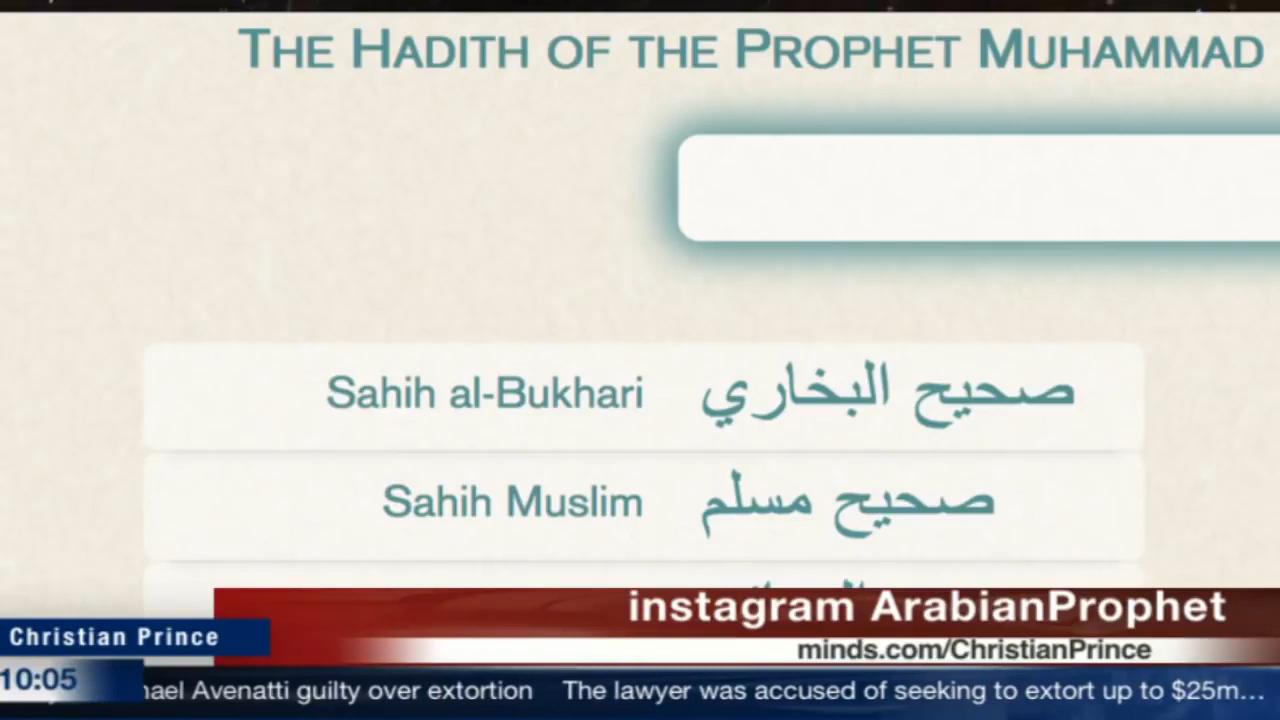 THE HADITH OF THE PROPHET MUHAMMAD
Sahih al-Bukhari صحيح البخاري
Sahih Muslim صحيح مسلم
instagram ArabianProphet
Christian Prince
minds.com/ChristianPrince
10:05
Avenatti guilty over extortion The lawyer was accused of seeking to extort up to $25m...